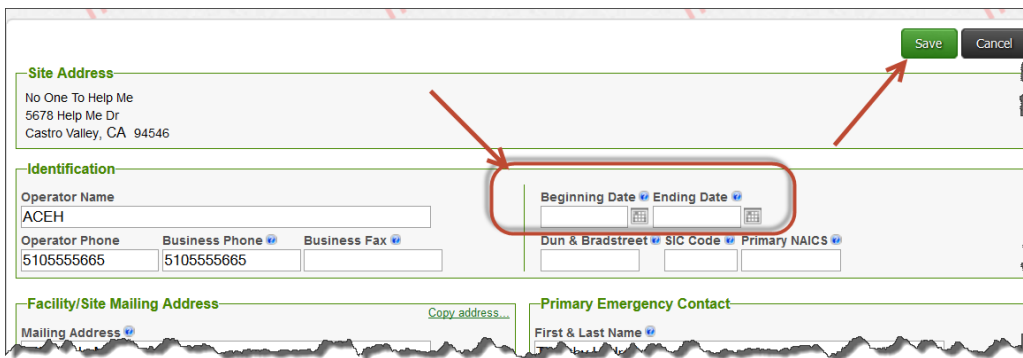 Save Cancel
Site Address
No One To Help Me
5678 Help Me Dr
Castro Valley, CA 94546
Identification
Operator Name
ACEH
Beginning Date Ending Date
Operator Phone Business Phone Business Fax
5105555665 5105555665
Dun & Bradstreet SIC Code Primary NAICS
Facility/Site Mailing Address
Copy address...
Mailing Address
Primary Emergency Contact
First & Last Name